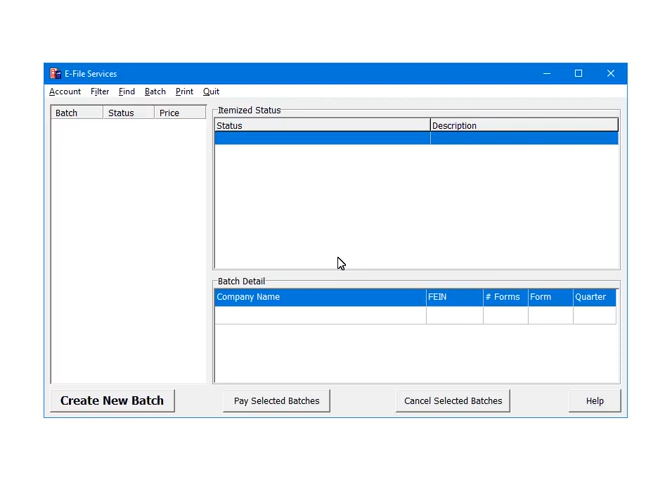 E-File Services
Account Filter Find Batch Print Quit
Batch Status Price
Itemized Status
Status Description
Batch Detail
Company Name FEIN # Forms Form Quarter
Create New Batch Pay Selected Batches Cancel Selected Batches Help